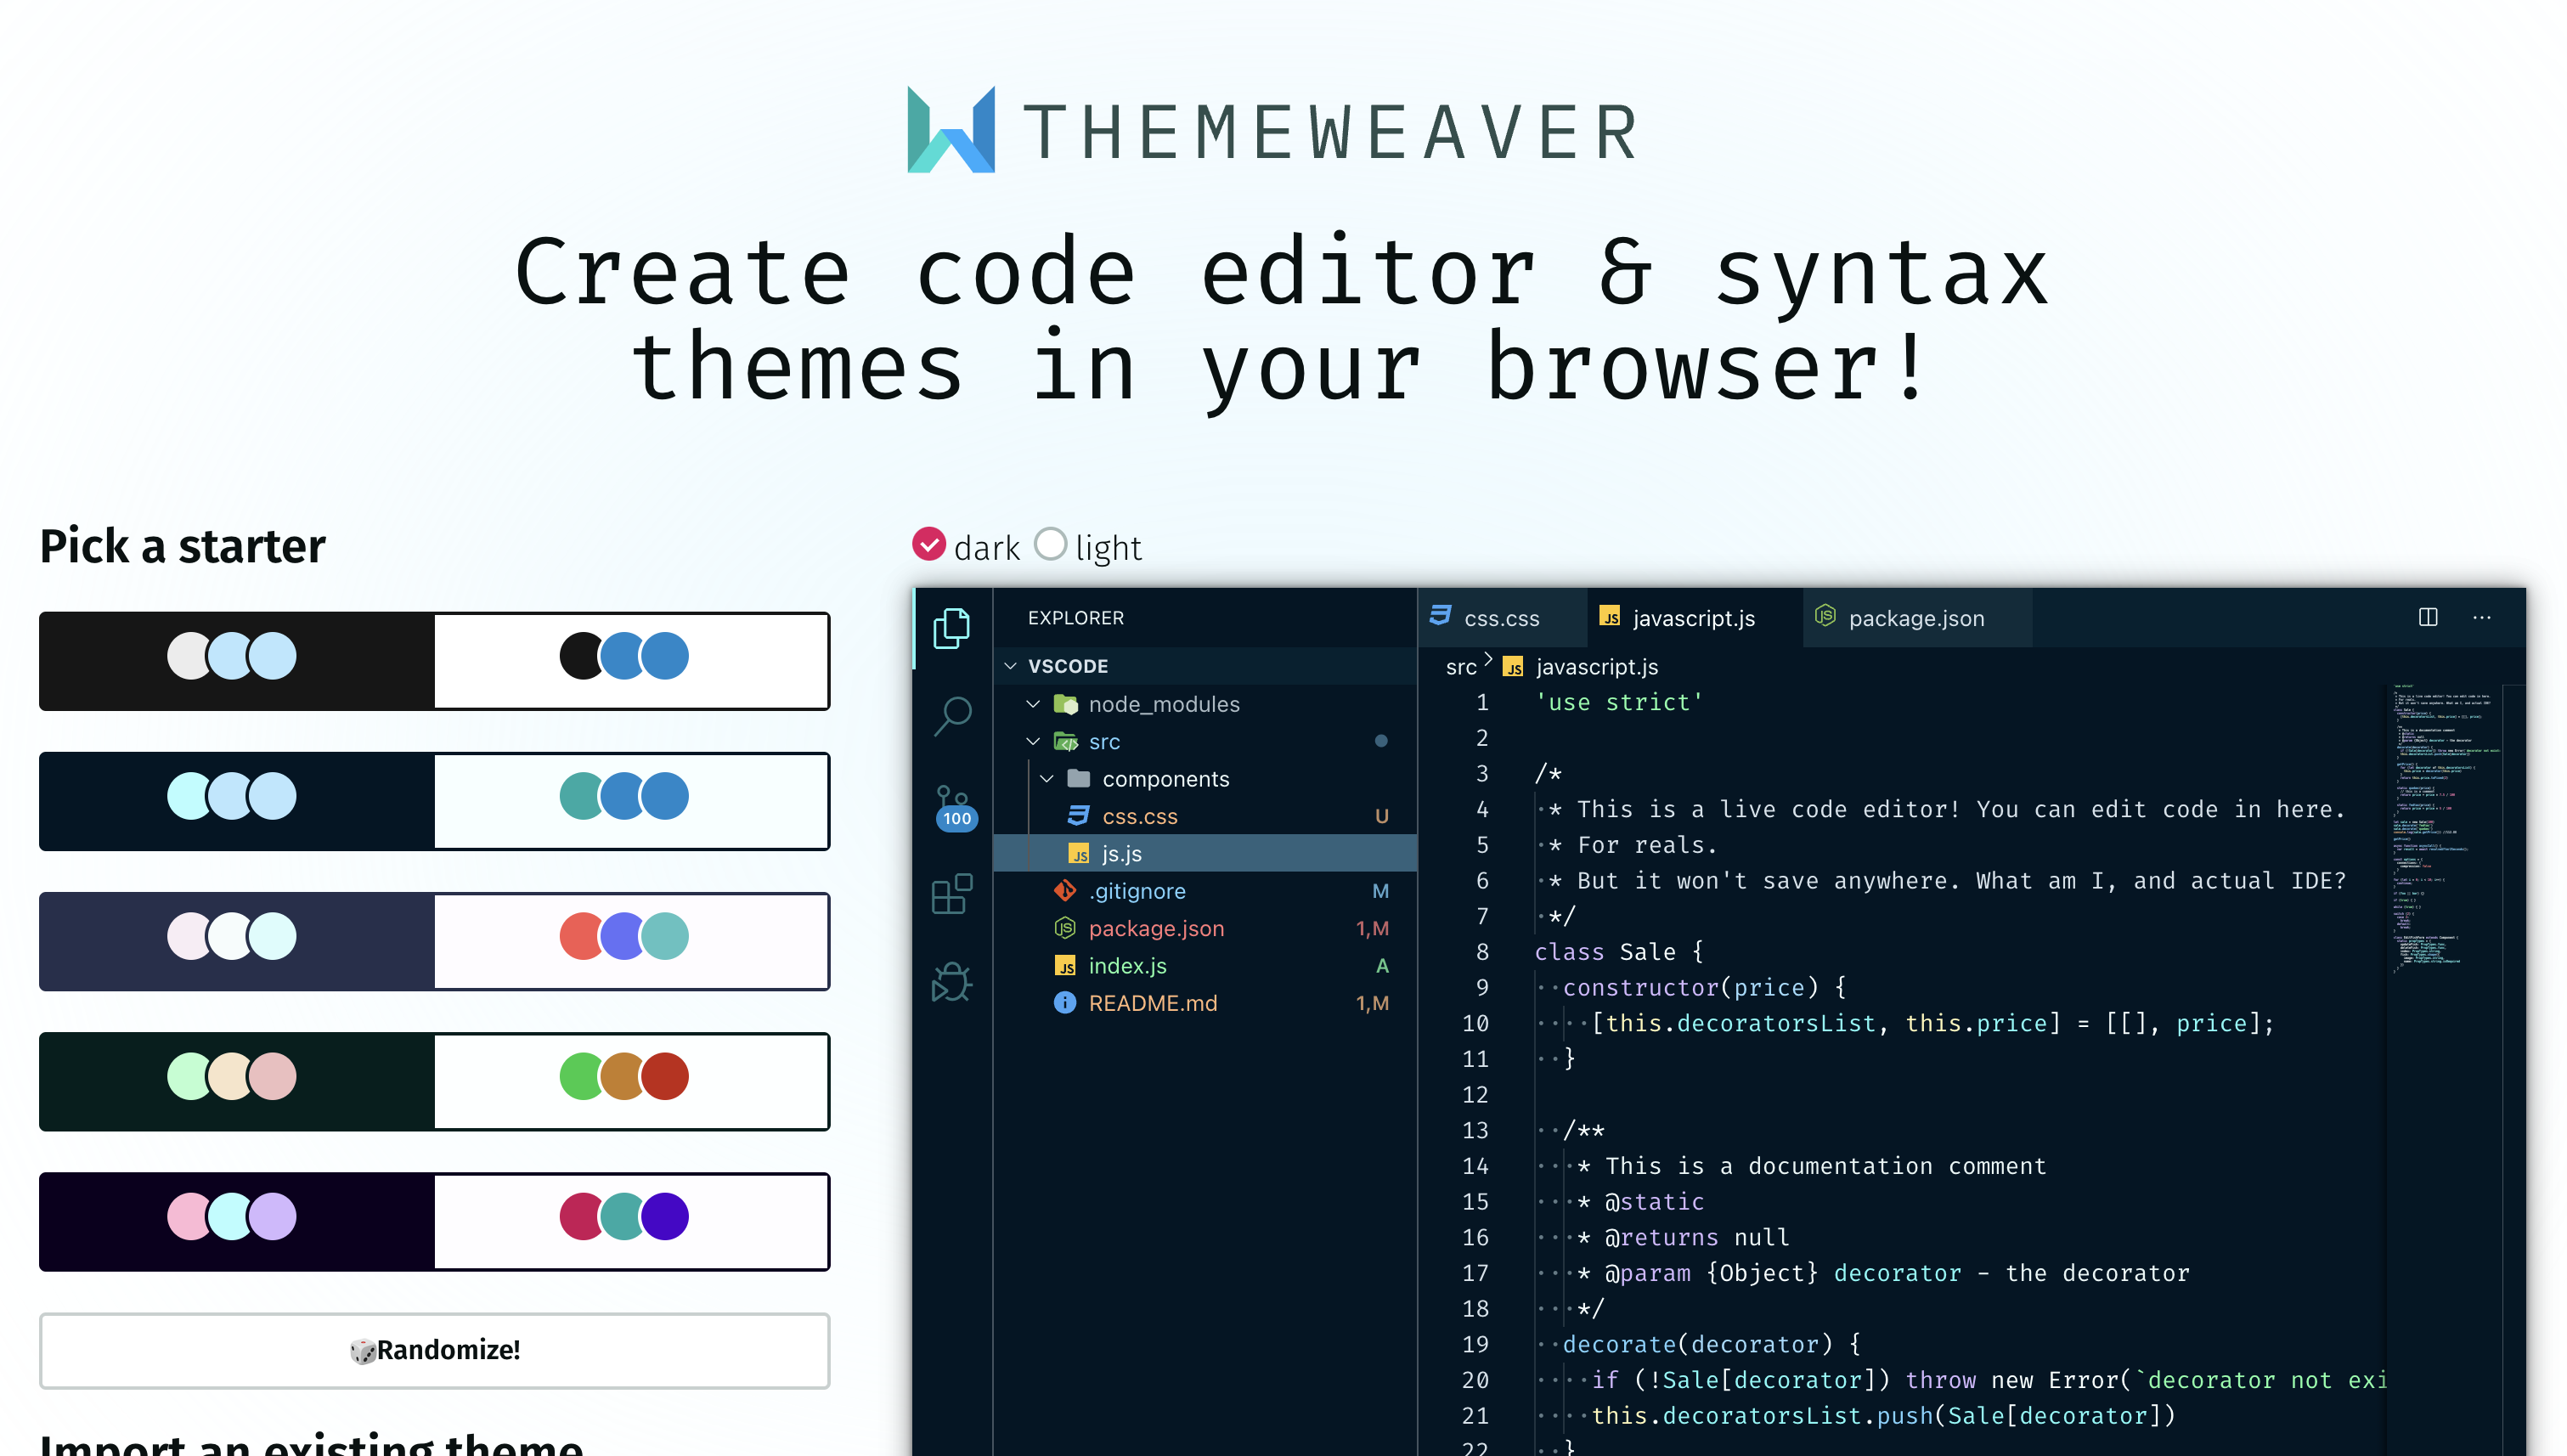 THEMEWEAVER
Create code editor & syntax
themes in your browser!
Pick a starter
Randomize!
Import an existing theme
dark light
EXPLORER
VSCODE
node_modules
src
components
css.css U
js.js
.gitignore M
package.json 1,M
index.js A
README.md 1,M
100
css.css javascript.js package.json
src > javascript.js
1 'use strict'
2
3 /*
4 * This is a live code editor! You can edit code in here.
5 * For reals.
6 * But it won't save anywhere. What am I, and actual IDE?
7 */
8 class Sale {
9 constructor(price) {
10 [this.decoratorsList, this.price] = [[], price];
11 }
12
13 /**
14 * This is a documentation comment
15 * @static
16 * @returns null
17 * @param {Object} decorator - the decorator
18 */
19 decorate(decorator) {
20 if (!Sale[decorator]) throw new Error(`decorator not exi
21 this.decoratorsList.push(Sale[decorator])
22 }